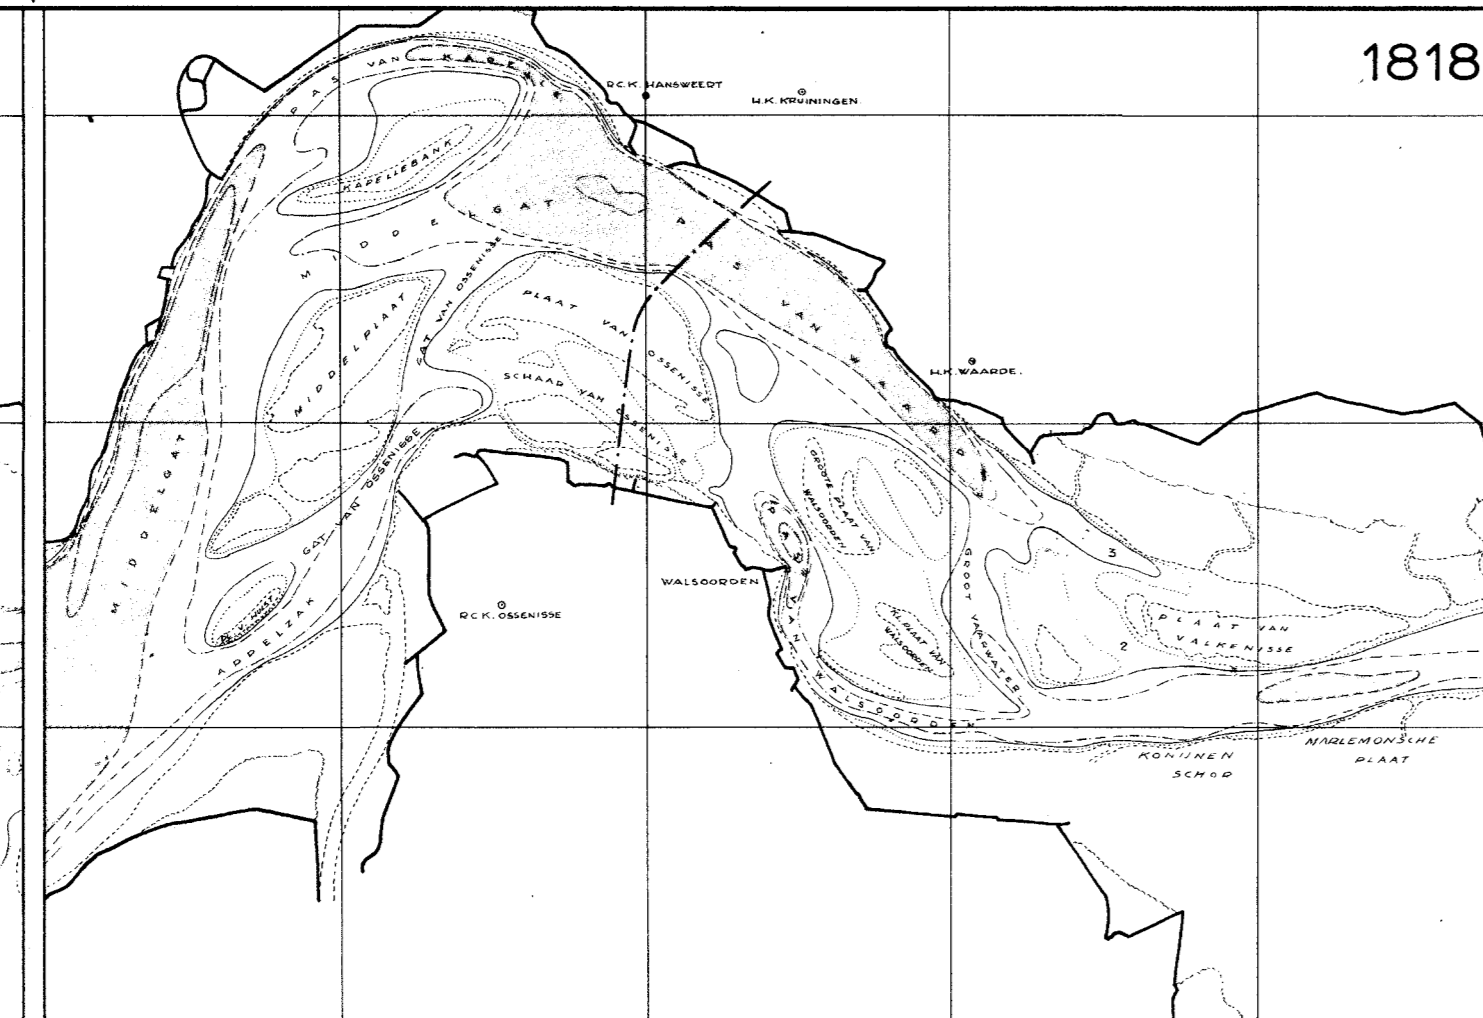 1818
PAS VAN KAPELLE
R.C.K. HANSWEERT
H.K. KRUININGEN
KAPELLEBANK
MIDDELGAT
PAS VAN WAARDE
GAT VAN OSSENISSE
PLAAT VAN OSSENISSE
MIDDELPLAAT
SCHAAR VAN OSSENISSE
H.K. WAARDE.
MIDDELGAT
GAT VAN OSSENISSE
GROOTE PLAAT VAN
WALSOORDEN
3
WALSOORDEN
GROOT VAARWATER
R.C.K. OSSENISSE
APPELZAK
PLAAT VAN
VALKENISSE
2
KL. PLAAT VAN
WALSOORDEN
PAS VAN WALSOORDEN
KONIJNEN
SCHOR
MARLEMONSCHE
PLAAT